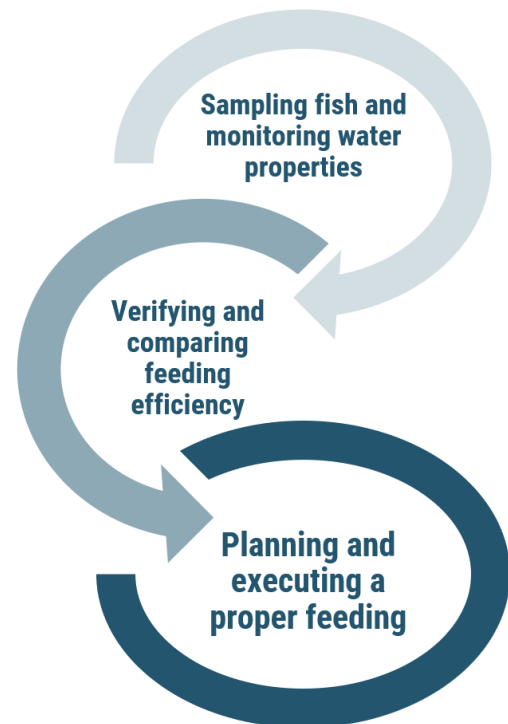 Sampling fish and
monitoring water
properties
Verifying and
comparing
feeding
efficiency
Planning and
executing a
proper feeding